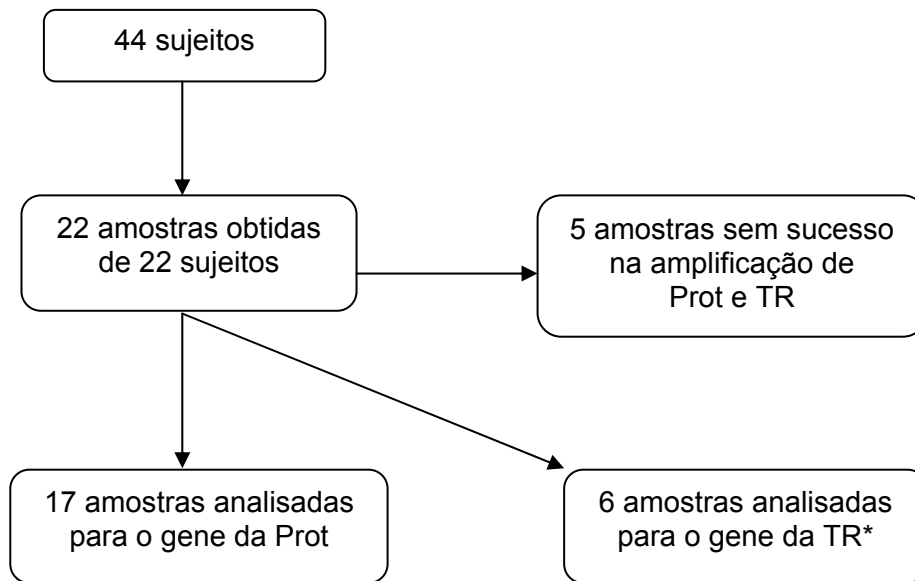 44 sujeitos
22 amostras obtidas
de 22 sujeitos
5 amostras sem sucesso
na amplificação de
Prot e TR
17 amostras analisadas
para o gene da Prot
6 amostras analisadas
para o gene da TR*